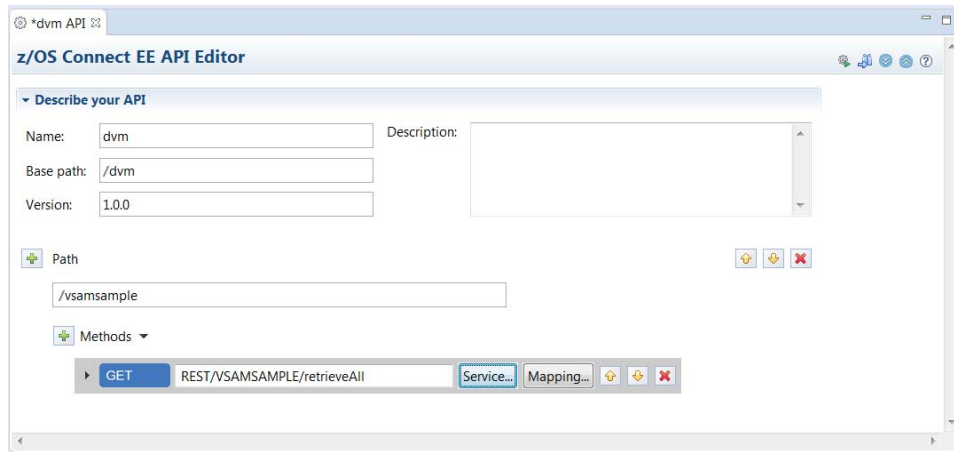 *dvm API
z/OS Connect EE API Editor
Describe your API
Name: dvm Description:
Base path: /dvm
Version: 1.0.0
Path
/vsamsample
Methods
GET REST/VSAMSAMPLE/retrieveAll Service... Mapping...